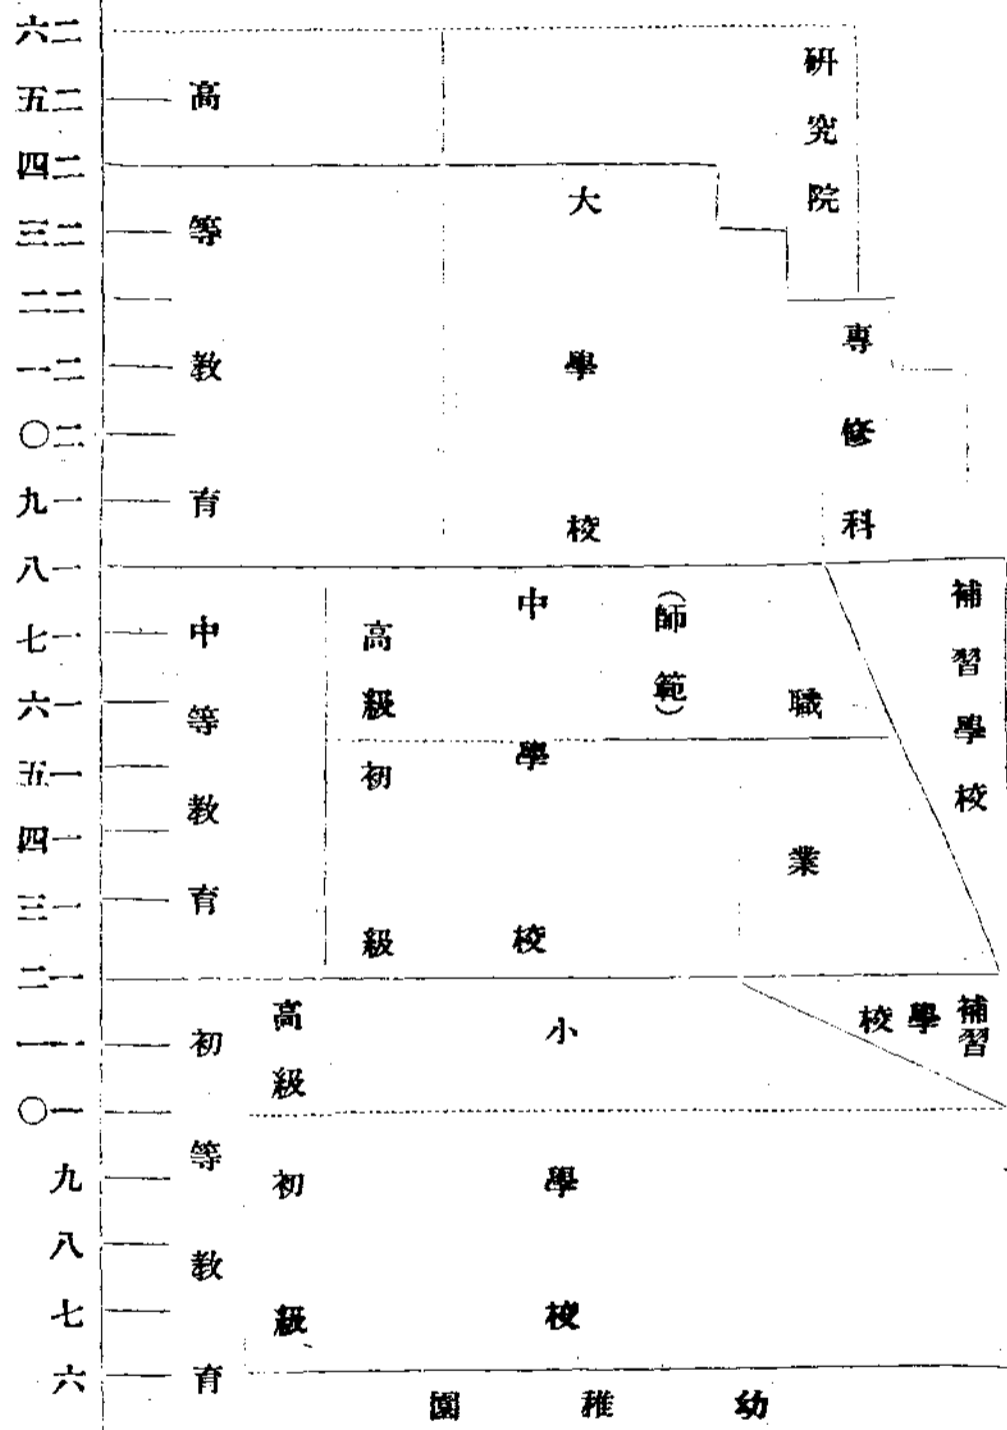 二六
二五
二四
二三
二二
二一
二〇
一九
一八
一七
一六
一五
一四
一三
一二
一一
一〇
九
八
七
六
高等教育
中等教育
初等教育
研究院
大學校
專修科
補習學校
中學校
(師範)
職業
高級
初級
補習學校
小學校
高級
初級
幼稚園